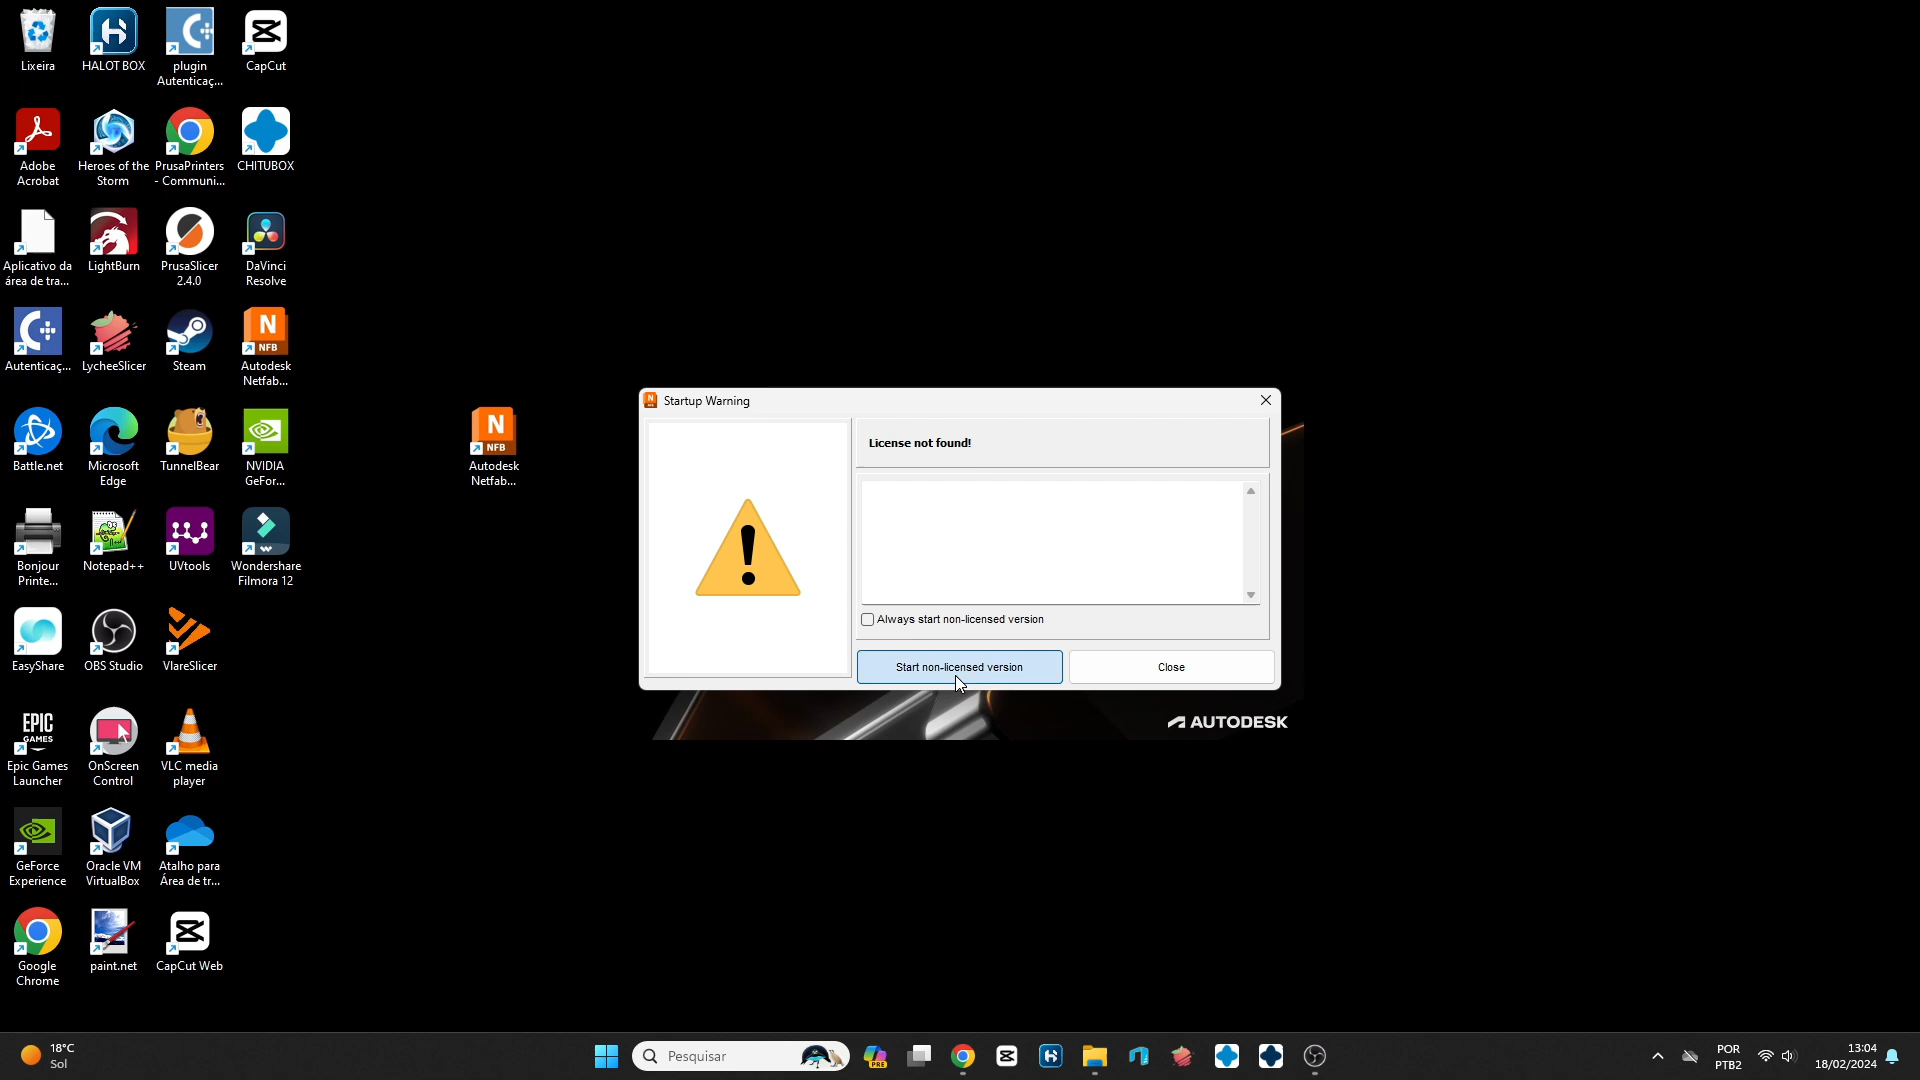 Lixeira
HALOT BOX
plugin
Autenticaç...
CapCut
Adobe
Acrobat
Heroes of the
Storm
PrusaPrinters
- Communi...
CHITUBOX
Aplicativo da
área de tra...
LightBurn
PrusaSlicer
2.4.0
DaVinci
Resolve
Autenticaç...
LycheeSlicer
Steam
N
NFB
Autodesk
Netfab...
Battle.net
Microsoft
Edge
TunnelBear
NVIDIA
GeFor...
N
NFB
Autodesk
Netfab...
Bonjour
Printe...
Notepad++
UVtools
Wondershare
Filmora 12
EasyShare
OBS Studio
VlareSlicer
EPIC
GAMES
Epic Games
Launcher
OnScreen
Control
VLC media
player
GeForce
Experience
Oracle VM
VirtualBox
Atalho para
Área de tr...
Google
Chrome
paint.net
CapCut Web
Startup Warning
License not found!
Always start non-licensed version
Start non-licensed version
Close
AUTODESK
18°C
Sol
Pesquisar
PRE
POR
PTB2
13:04
18/02/2024